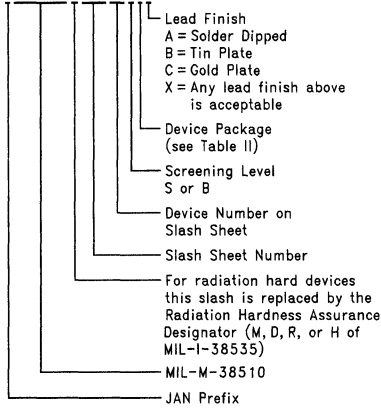 Lead Finish
A = Solder Dipped
B = Tin Plate
C = Gold Plate
X = Any lead finish above
is acceptable
Device Package
(see Table II)
Screening Level
S or B
Device Number on
Slash Sheet
Slash Sheet Number
For radiation hard devices
this slash is replaced by the
Radiation Hardness Assurance
Designator (M, D, R, or H of
MIL-I-38535)
MIL-M-38510
JAN Prefix